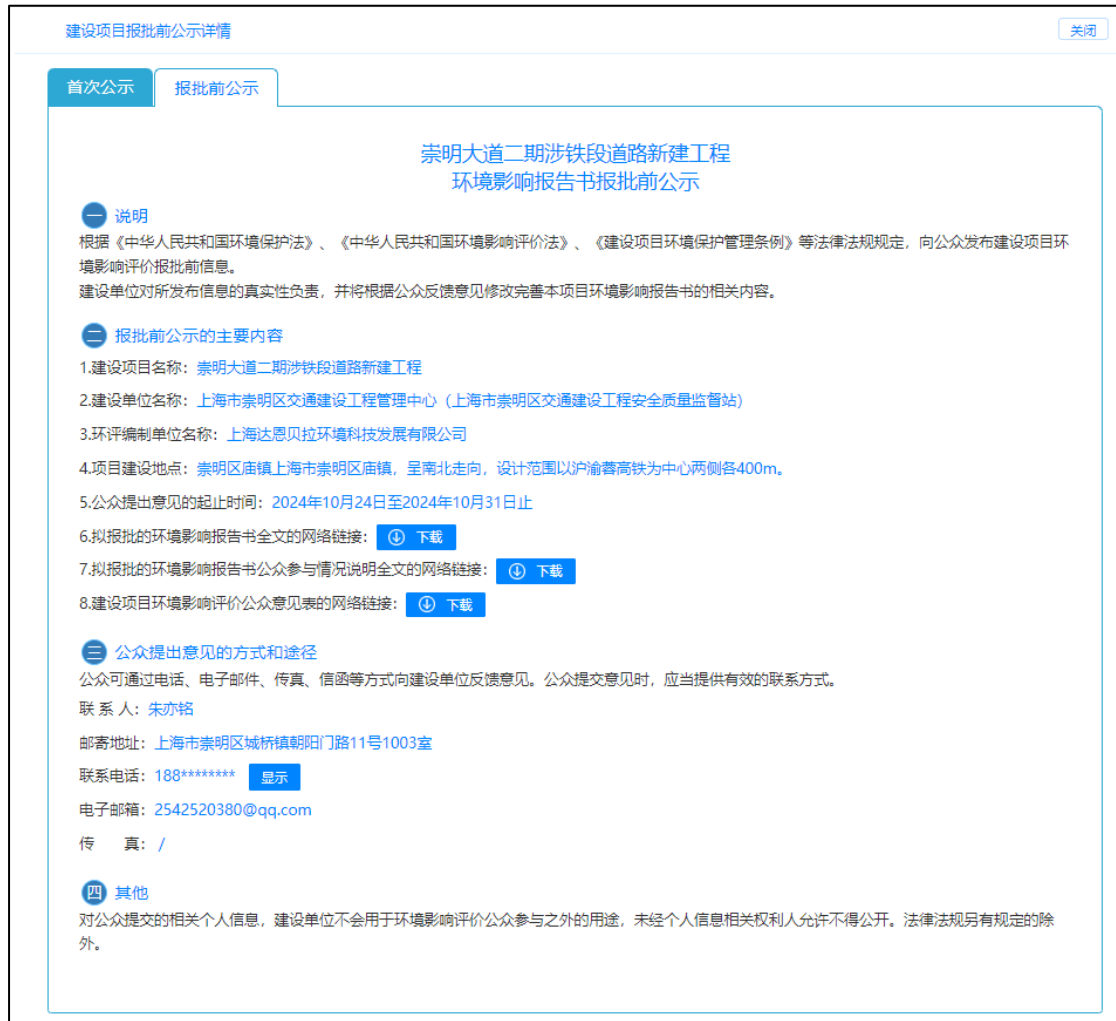 建设项目报批前公示详情
关闭
首次公示
报批前公示
崇明大道二期涉铁段道路新建工程
环境影响报告书报批前公示
一 说明
根据《中华人民共和国环境保护法》、《中华人民共和国环境影响评价法》、《建设项目环境保护管理条例》等法律法规规定，向公众发布建设项目环
境影响评价报批前信息。
建设单位对所发布信息的真实性负责，并将根据公众反馈意见修改完善本项目环境影响报告书的相关内容。
二 报批前公示的主要内容
1.建设项目名称：崇明大道二期涉铁段道路新建工程
2.建设单位名称：上海市崇明区交通建设工程管理中心（上海市崇明区交通建设工程安全质量监督站）
3.环评编制单位名称：上海达恩贝拉环境科技发展有限公司
4.项目建设地点：崇明区庙镇上海市崇明区庙镇，呈南北走向，设计范围以沪渝蓉高铁为中心两侧各400m。
5.公众提出意见的起止时间：2024年10月24日至2024年10月31日止
6.拟报批的环境影响报告书全文的网络链接： 下载
7.拟报批的环境影响报告书公众参与情况说明全文的网络链接： 下载
8.建设项目环境影响评价公众意见表的网络链接： 下载
三 公众提出意见的方式和途径
公众可通过电话、电子邮件、传真、信函等方式向建设单位反馈意见。公众提交意见时，应当提供有效的联系方式。
联 系 人：朱亦铭
邮寄地址：上海市崇明区城桥镇朝阳门路11号1003室
联系电话：188******** 显示
电子邮箱：2542520380@qq.com
传 真：/
四 其他
对公众提交的相关个人信息，建设单位不会用于环境影响评价公众参与之外的用途，未经个人信息相关权利人允许不得公开。法律法规另有规定的除
外。